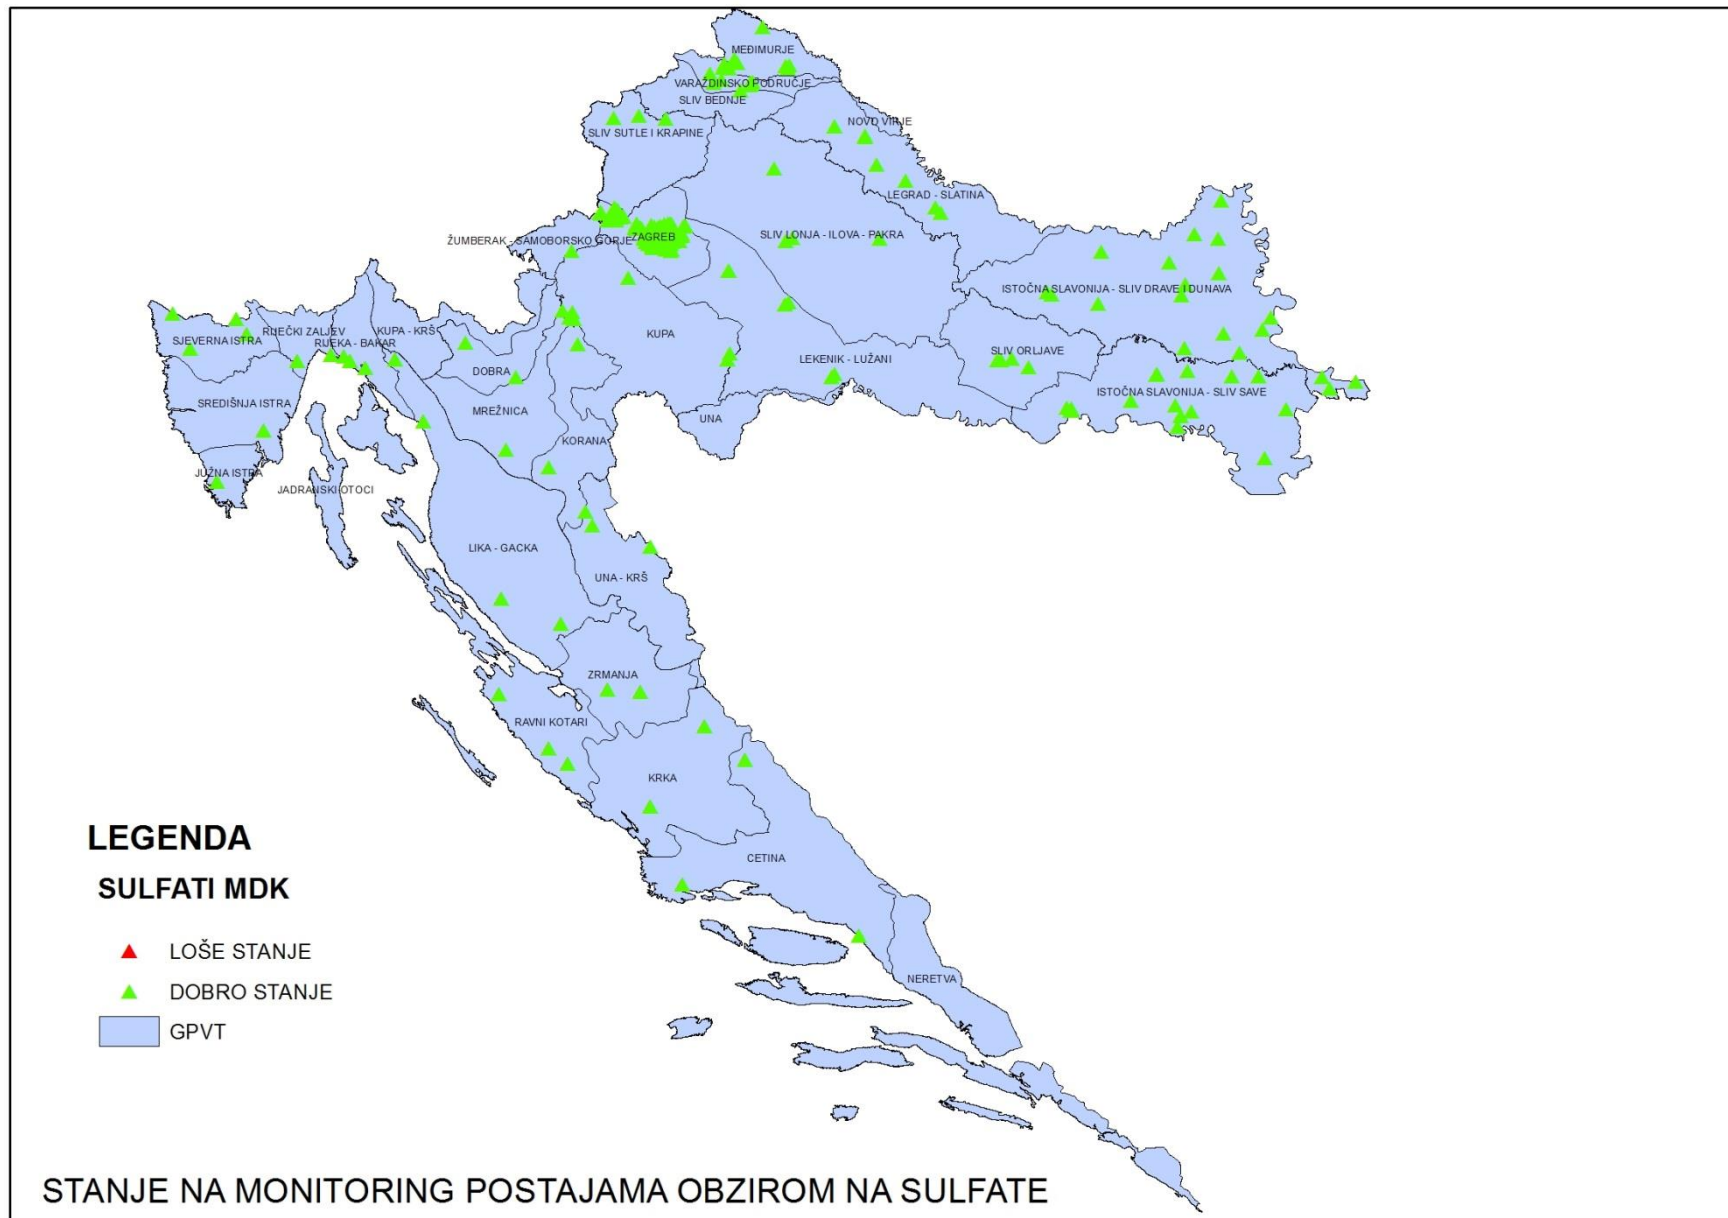 MEĐIMURJE
VARAŽDINSKO PODRUČJE
SLIV BEDNJE
NOVO VIRJE
SLIV SUTLE I KRAPINE
LEGRAD - SLATINA
ŽUMBERAK - SAMOBORSKO GORJE
ZAGREB
SLIV LONJA - ILOVA - PAKRA
ISTOČNA SLAVONIJA - SLIV DRAVE I DUNAVA
RIJEČKI ZALJEV
KUPA - KRŠ
KUPA
SJEVERNA ISTRA
RIJEKA - BAKAR
SLIV ORLJAVE
LEKENIK - LUŽANI
DOBRA
ISTOČNA SLAVONIJA - SLIV SAVE
SREDIŠNJA ISTRA
MREŽNICA
UNA
KORANA
JUŽNA ISTRA
JADRANSKI OTOCI
LIKA - GACKA
UNA - KRŠ
ZRMANJA
RAVNI KOTARI
KRKA
CETINA
NERETVA
LEGENDA
SULFATI MDK
LOŠE STANJE
DOBRO STANJE
GPVT
STANJE NA MONITORING POSTAJAMA OBZIROM NA SULFATE